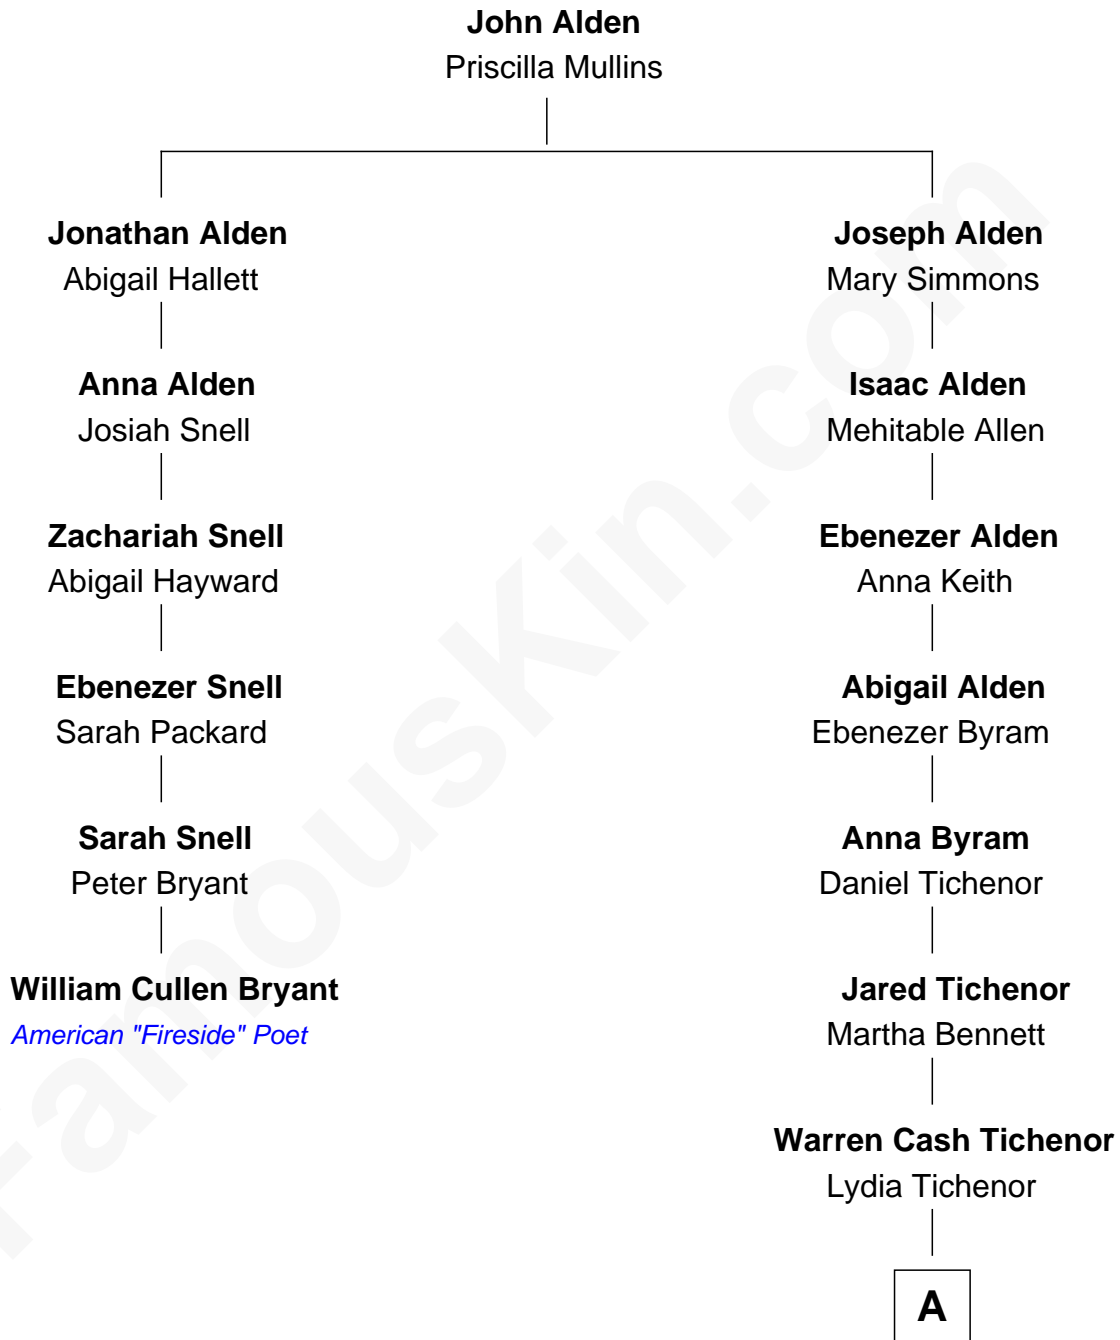 John Alden
Priscilla Mullins
Jonathan Alden
Abigail Hallett
Joseph Alden
Mary Simmons
Anna Alden
Josiah Snell
Isaac Alden
Mehitable Allen
Zachariah Snell
Abigail Hayward
Ebenezer Alden
Anna Keith
Ebenezer Snell
Sarah Packard
Abigail Alden
Ebenezer Byram
Sarah Snell
Peter Bryant
Anna Byram
Daniel Tichenor
William Cullen Bryant
American "Fireside" Poet
Jared Tichenor
Martha Bennett
Warren Cash Tichenor
Lydia Tichenor
A
FamousKin.com